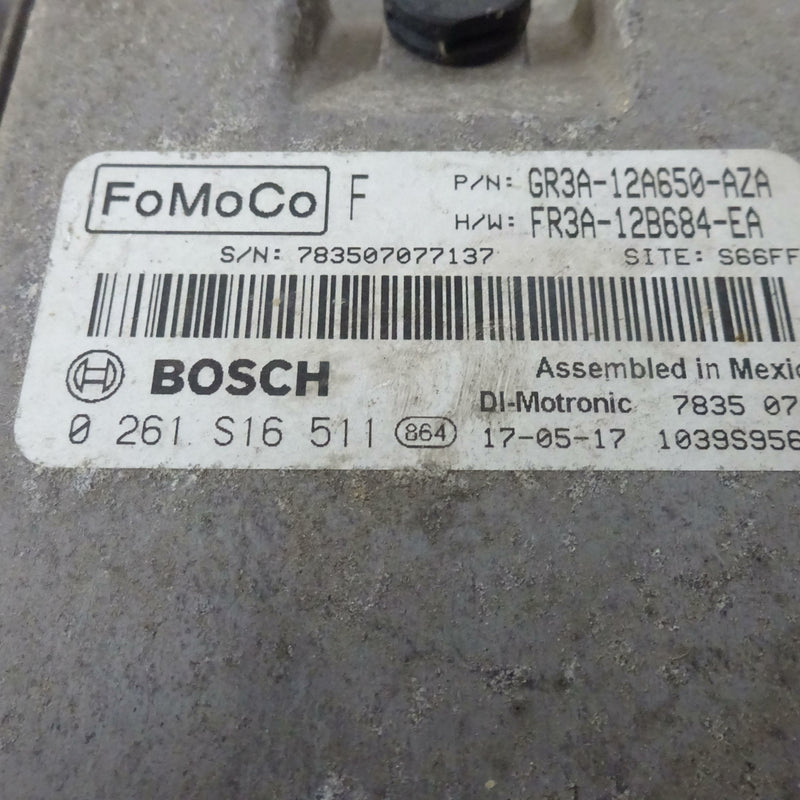 FoMoCo F P/N: GR3A-12A650-AZA
H/W: FR3A-12B684-EA
S/N: 783507077137 SITE: S66FF
BOSCH Assembled in Mexic
DI-Motronic 7835 07
0 261 S16 511 864 17-05-17 1039S956